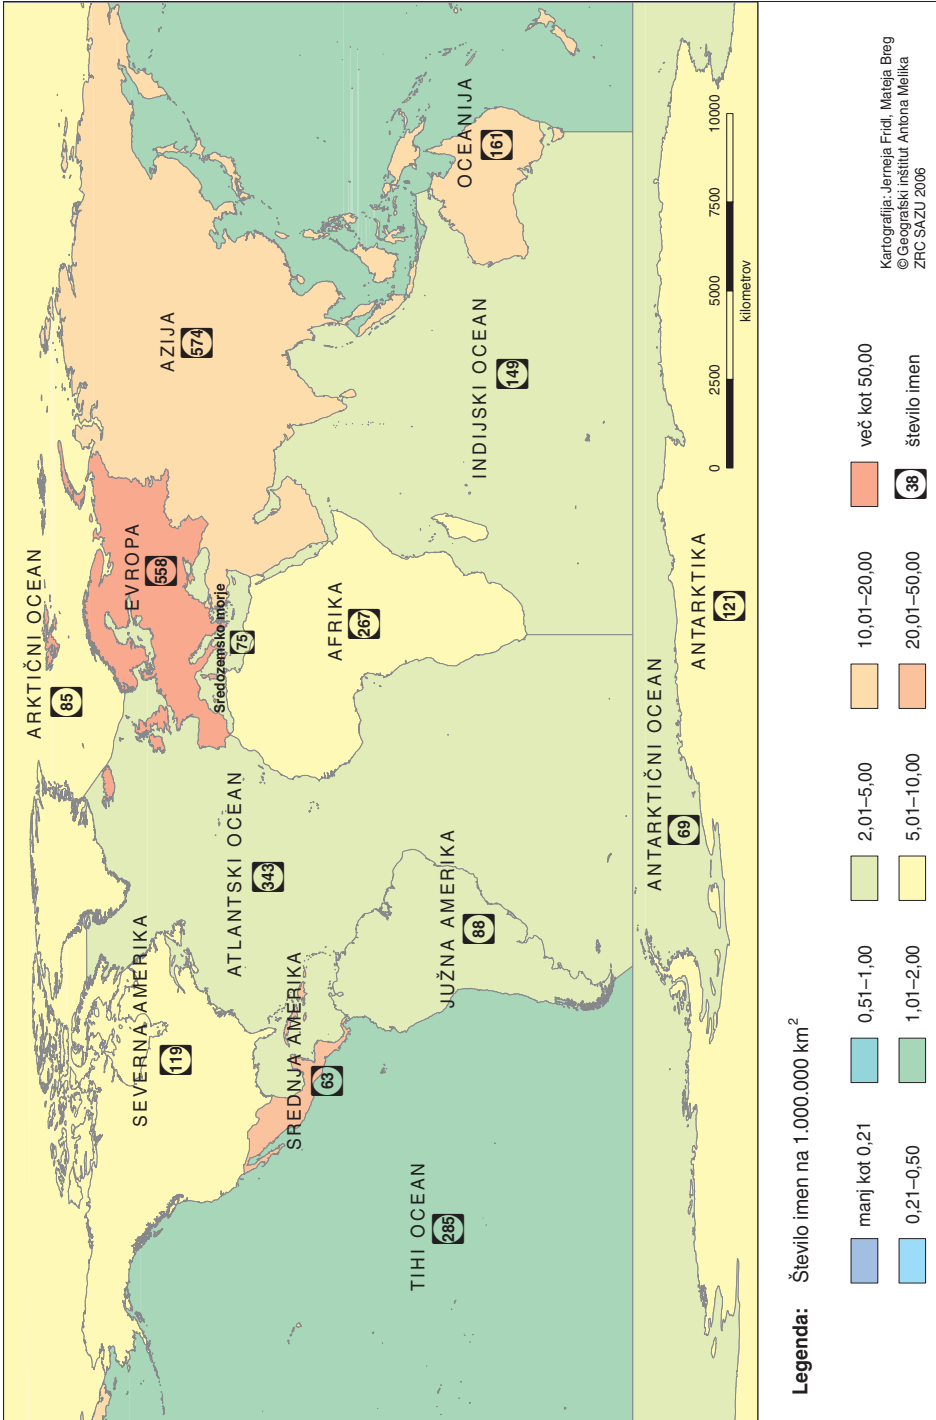 ARKTIČNI OCEAN
85
SEVERNA AMERIKA
119
EVROPA
558
AZIJA
574
Sredozemsko morje
75
ATLANTSKI OCEAN
343
SREDNJA AMERIKA
63
AFRIKA
267
TIHI OCEAN
285
JUŽNA AMERIKA
88
INDIJSKI OCEAN
149
OCEANIJA
161
ANTARKTIČNI OCEAN
69
ANTARKTIKA
121
0 2500 5000 7500 10000
kilometrov
Legenda: Število imen na 1.000.000 km²
manj kot 0,21
0,21–0,50
0,51–1,00
1,01–2,00
2,01–5,00
5,01–10,00
10,01–20,00
20,01–50,00
več kot 50,00
38 število imen
Kartografija: Jerneja Fridl, Mateja Breg
© Geografski inštitut Antona Melika
ZRC SAZU 2006